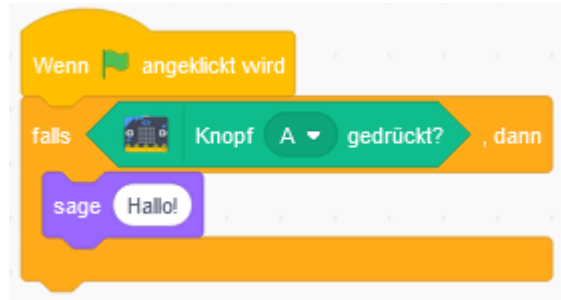 Wenn angeklickt wird
falls Knopf A gedrückt? , dann
sage Hallo!